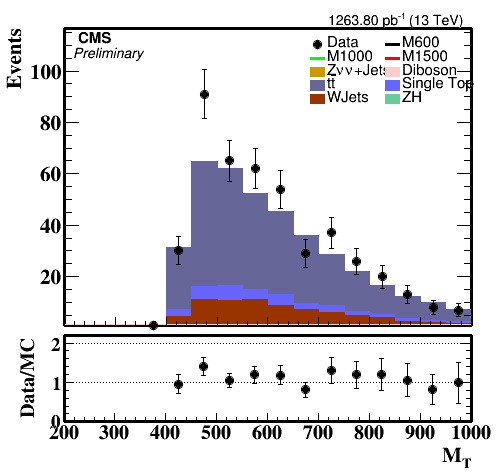 1263.80 pb⁻¹ (13 TeV)
CMS
Preliminary
Data
M600
M1000
M1500
Zνν+Jets
Diboson
tt
Single Top
WJets
ZH
Events
100
80
60
40
20
Data/MC
2
1
0
200 300 400 500 600 700 800 900 1000
M_T